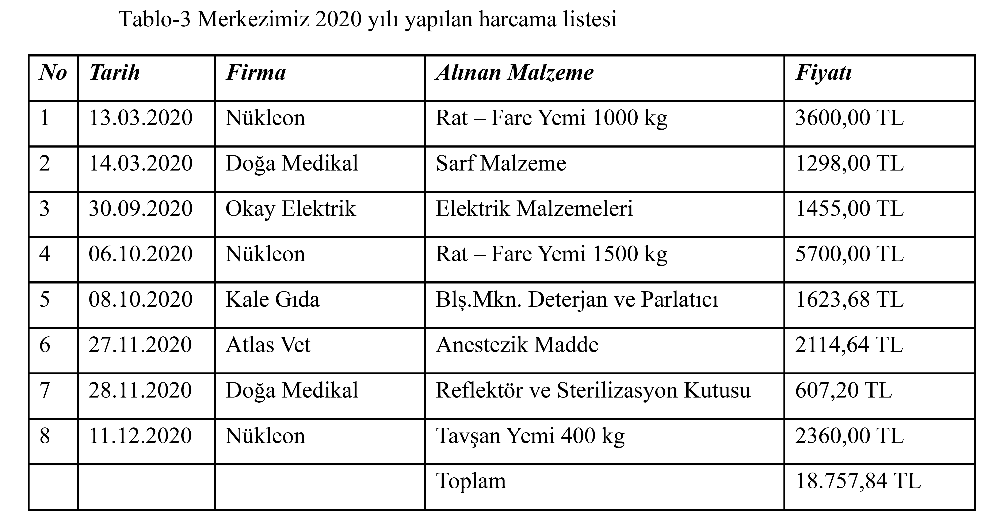 Tablo-3 Merkezimiz 2020 yılı yapılan harcama listesi
No Tarih Firma Alınan Malzeme Fiyatı
1 13.03.2020 Nükleon Rat – Fare Yemi 1000 kg 3600,00 TL
2 14.03.2020 Doğa Medikal Sarf Malzeme 1298,00 TL
3 30.09.2020 Okay Elektrik Elektrik Malzemeleri 1455,00 TL
4 06.10.2020 Nükleon Rat – Fare Yemi 1500 kg 5700,00 TL
5 08.10.2020 Kale Gıda Blş.Mkn. Deterjan ve Parlatıcı 1623,68 TL
6 27.11.2020 Atlas Vet Anestezik Madde 2114,64 TL
7 28.11.2020 Doğa Medikal Reflektör ve Sterilizasyon Kutusu 607,20 TL
8 11.12.2020 Nükleon Tavşan Yemi 400 kg 2360,00 TL
Toplam 18.757,84 TL